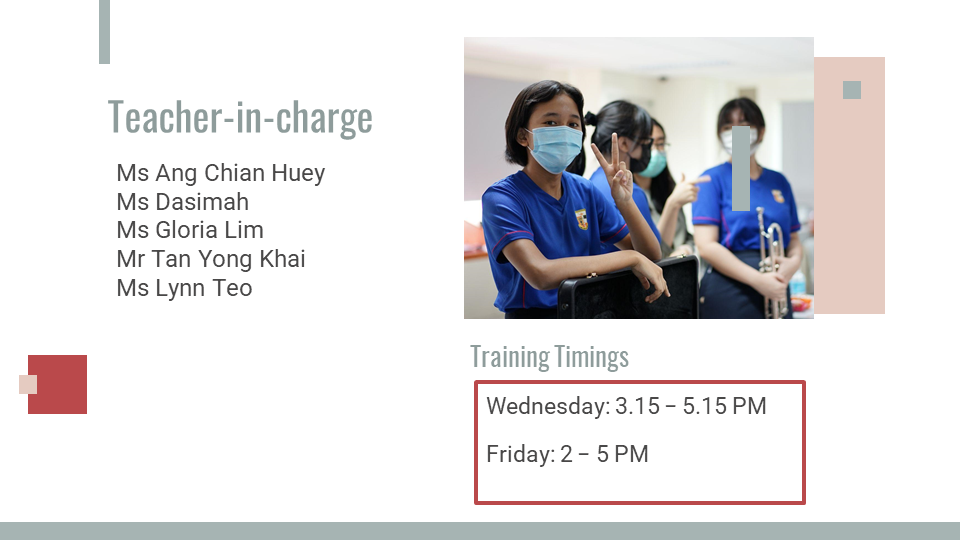 Teacher-in-charge
Ms Ang Chian Huey
Ms Dasimah
Ms Gloria Lim
Mr Tan Yong Khai
Ms Lynn Teo
Training Timings
Wednesday: 3.15 – 5.15 PM
Friday: 2 – 5 PM